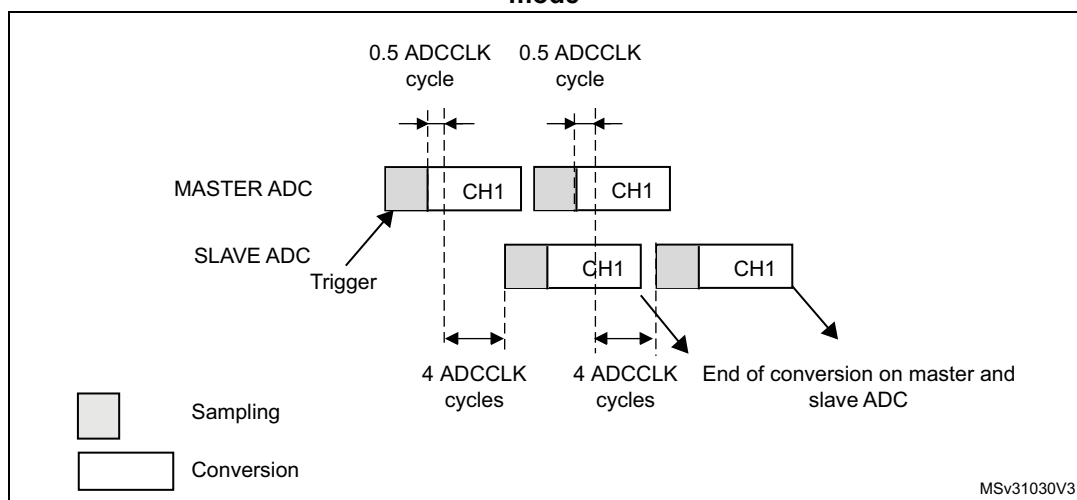 mode
0.5 ADCCLK
cycle
0.5 ADCCLK
cycle
MASTER ADC
CH1
CH1
SLAVE ADC
Trigger
CH1
CH1
4 ADCCLK
cycles
4 ADCCLK
cycles
End of conversion on master and
slave ADC
Sampling
Conversion
MSv31030V3